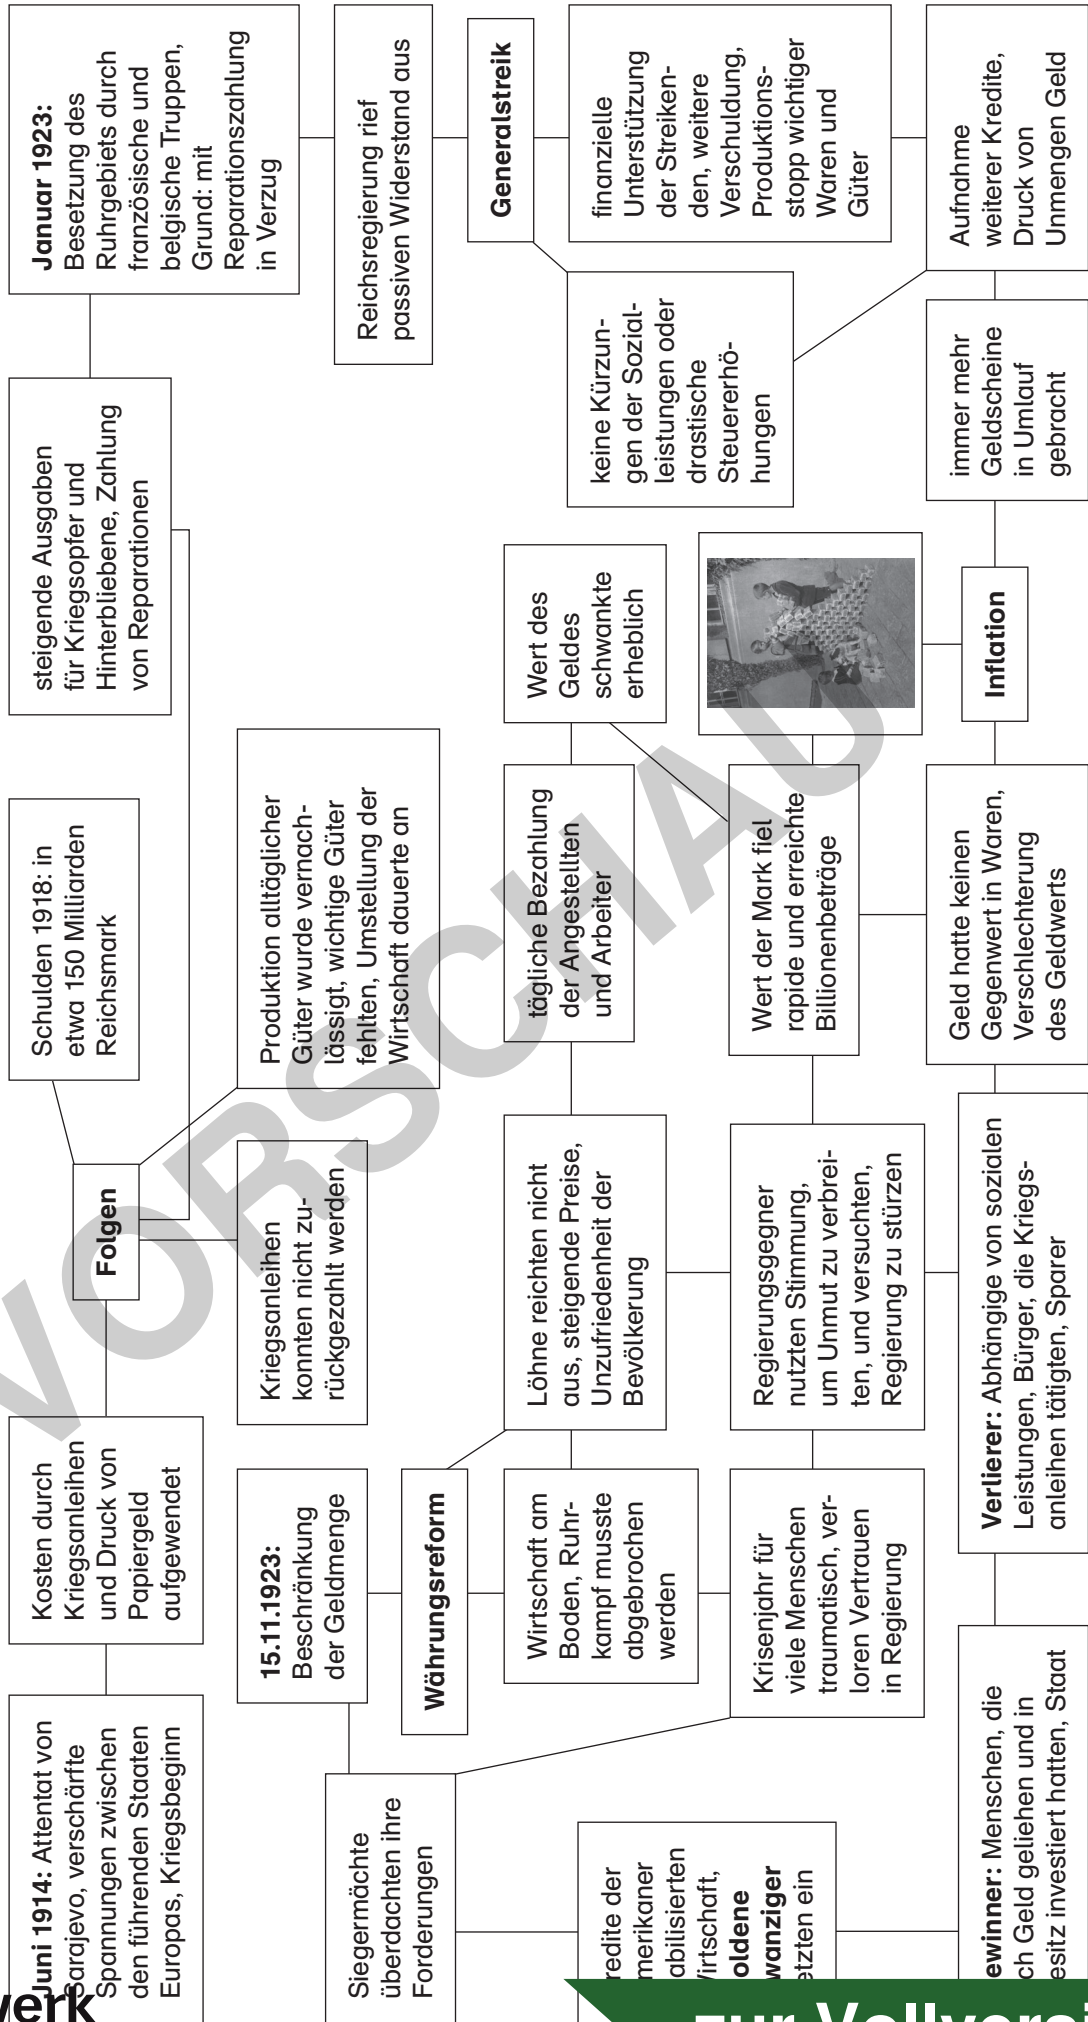 Juni 1914: Attentat von
Sarajevo, verschärfte
Spannungen zwischen
den führenden Staaten
Europas, Kriegsbeginn
Kosten durch
Kriegsanleihen
und Druck von
Papiergeld
aufgewendet
Folgen
Schulden 1918: in
etwa 150 Milliarden
Reichsmark
steigende Ausgaben
für Kriegsopfer und
Hinterbliebene, Zahlung
von Reparationen
Januar 1923:
Besetzung des
Ruhrgebiets durch
französische und
belgische Truppen,
Grund: mit
Reparationszahlung
in Verzug
Kriegsanleihen
konnten nicht zu-
rückgezahlt werden
Produktion alltäglicher
Güter wurde vernach-
lässigt, wichtige Güter
fehlten, Umstellung der
Wirtschaft dauerte an
Reichsregierung rief
passiven Widerstand aus
Generalstreik
finanzielle
Unterstützung
der Streiken-
den, weitere
Verschuldung,
Produktions-
stopp wichtiger
Waren und
Güter
keine Kürzun-
gen der Sozial-
leistungen oder
drastische
Steuererhö-
hungen
Aufnahme
weiterer Kredite,
Druck von
Unmengen Geld
immer mehr
Geldscheine
in Umlauf
gebracht
Inflation
Geld hatte keinen
Gegenwert in Waren,
Verschlechterung
des Geldwerts
Wert der Mark fiel
rapide und erreichte
Billionenbeträge
Wert des
Geldes
schwankte
erheblich
tägliche Bezahlung
der Angestellten
und Arbeiter
Löhne reichten nicht
aus, steigende Preise,
Unzufriedenheit der
Bevölkerung
Regierungsgegner
nutzten Stimmung,
um Unmut zu verbrei-
ten, und versuchten,
Regierung zu stürzen
15.11.1923:
Beschränkung
der Geldmenge
Währungsreform
Wirtschaft am
Boden, Ruhr-
kampf musste
abgebrochen
werden
Krisenjahr für
viele Menschen
traumatisch, ver-
loren Vertrauen
in Regierung
Siegermächte
überdachten ihre
Forderungen
redite der
merikaner
abilisierten
Wirtschaft,
oldene
wanziger
etzten ein
Verlierer: Abhängige von sozialen
Leistungen, Bürger, die Kriegs-
anleihen tätigten, Sparer
ewinner: Menschen, die
ch Geld geliehen und in
esitz investiert hatten, Staat
VORSCHAU
werk
zur Vollversi